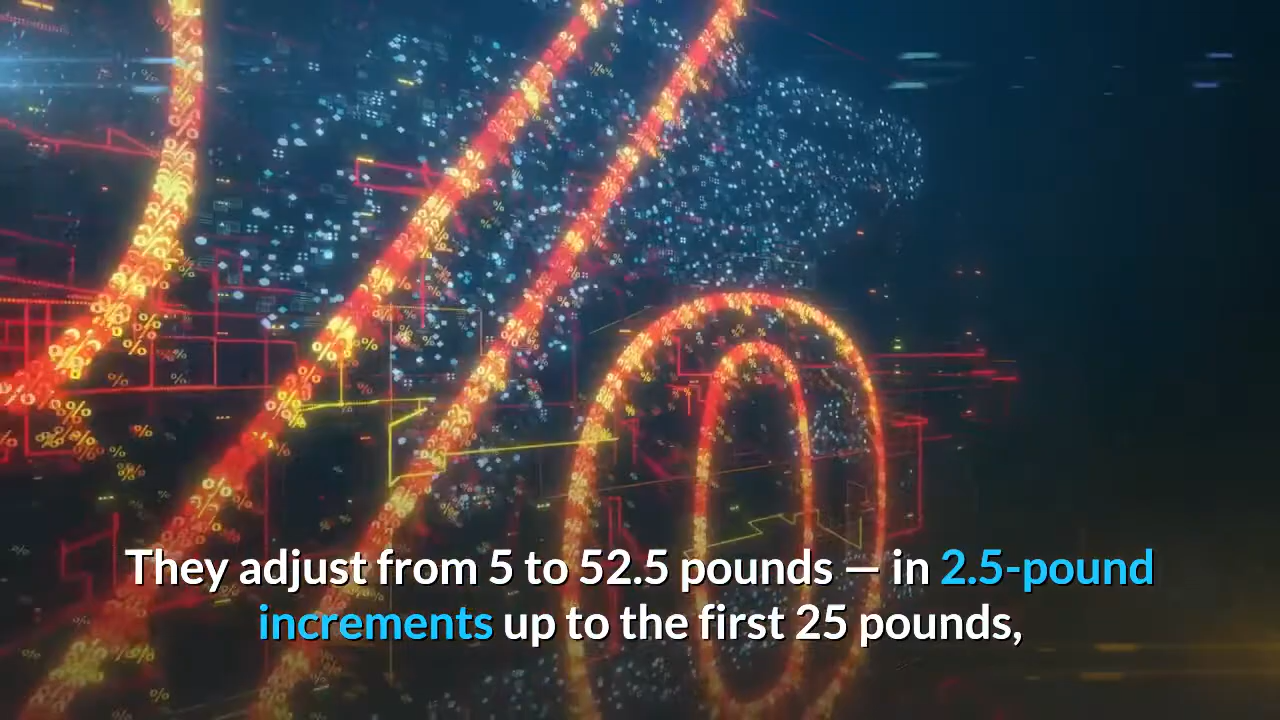 They adjust from 5 to 52.5 pounds — in 2.5-pound
increments up to the first 25 pounds,